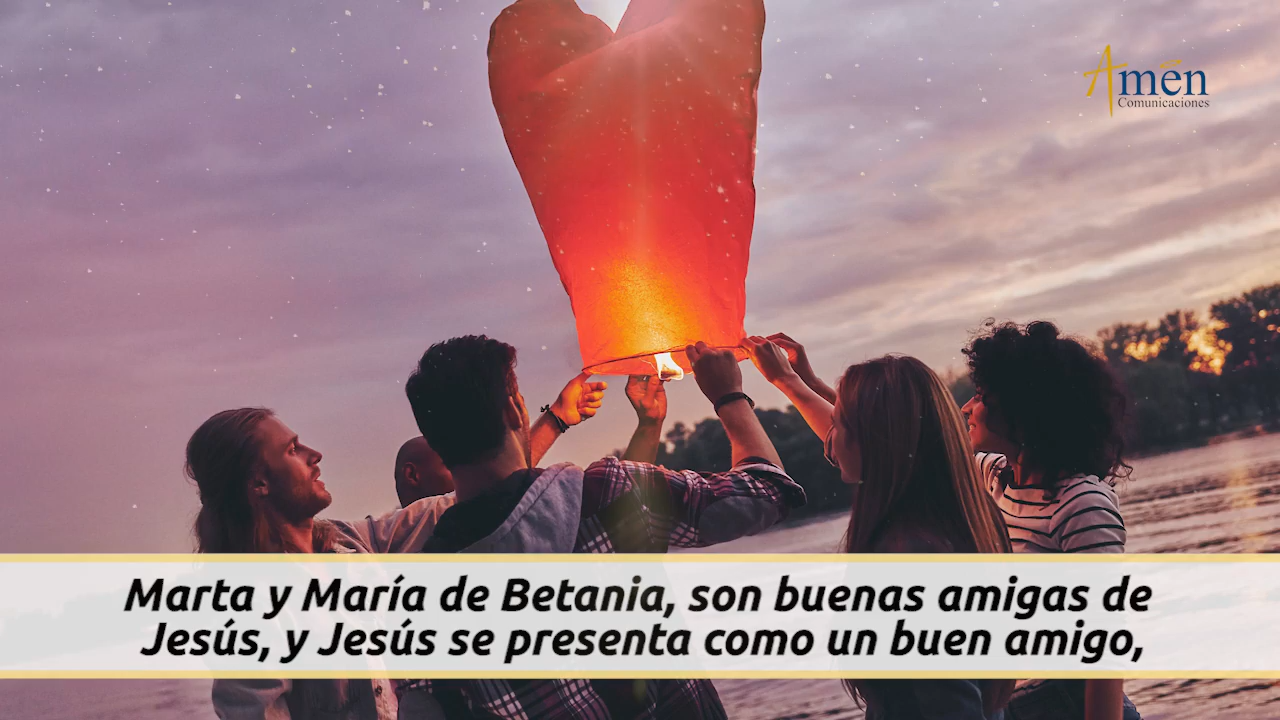 Amén
Comunicaciones
Marta y María de Betania, son buenas amigas de
Jesús, y Jesús se presenta como un buen amigo,